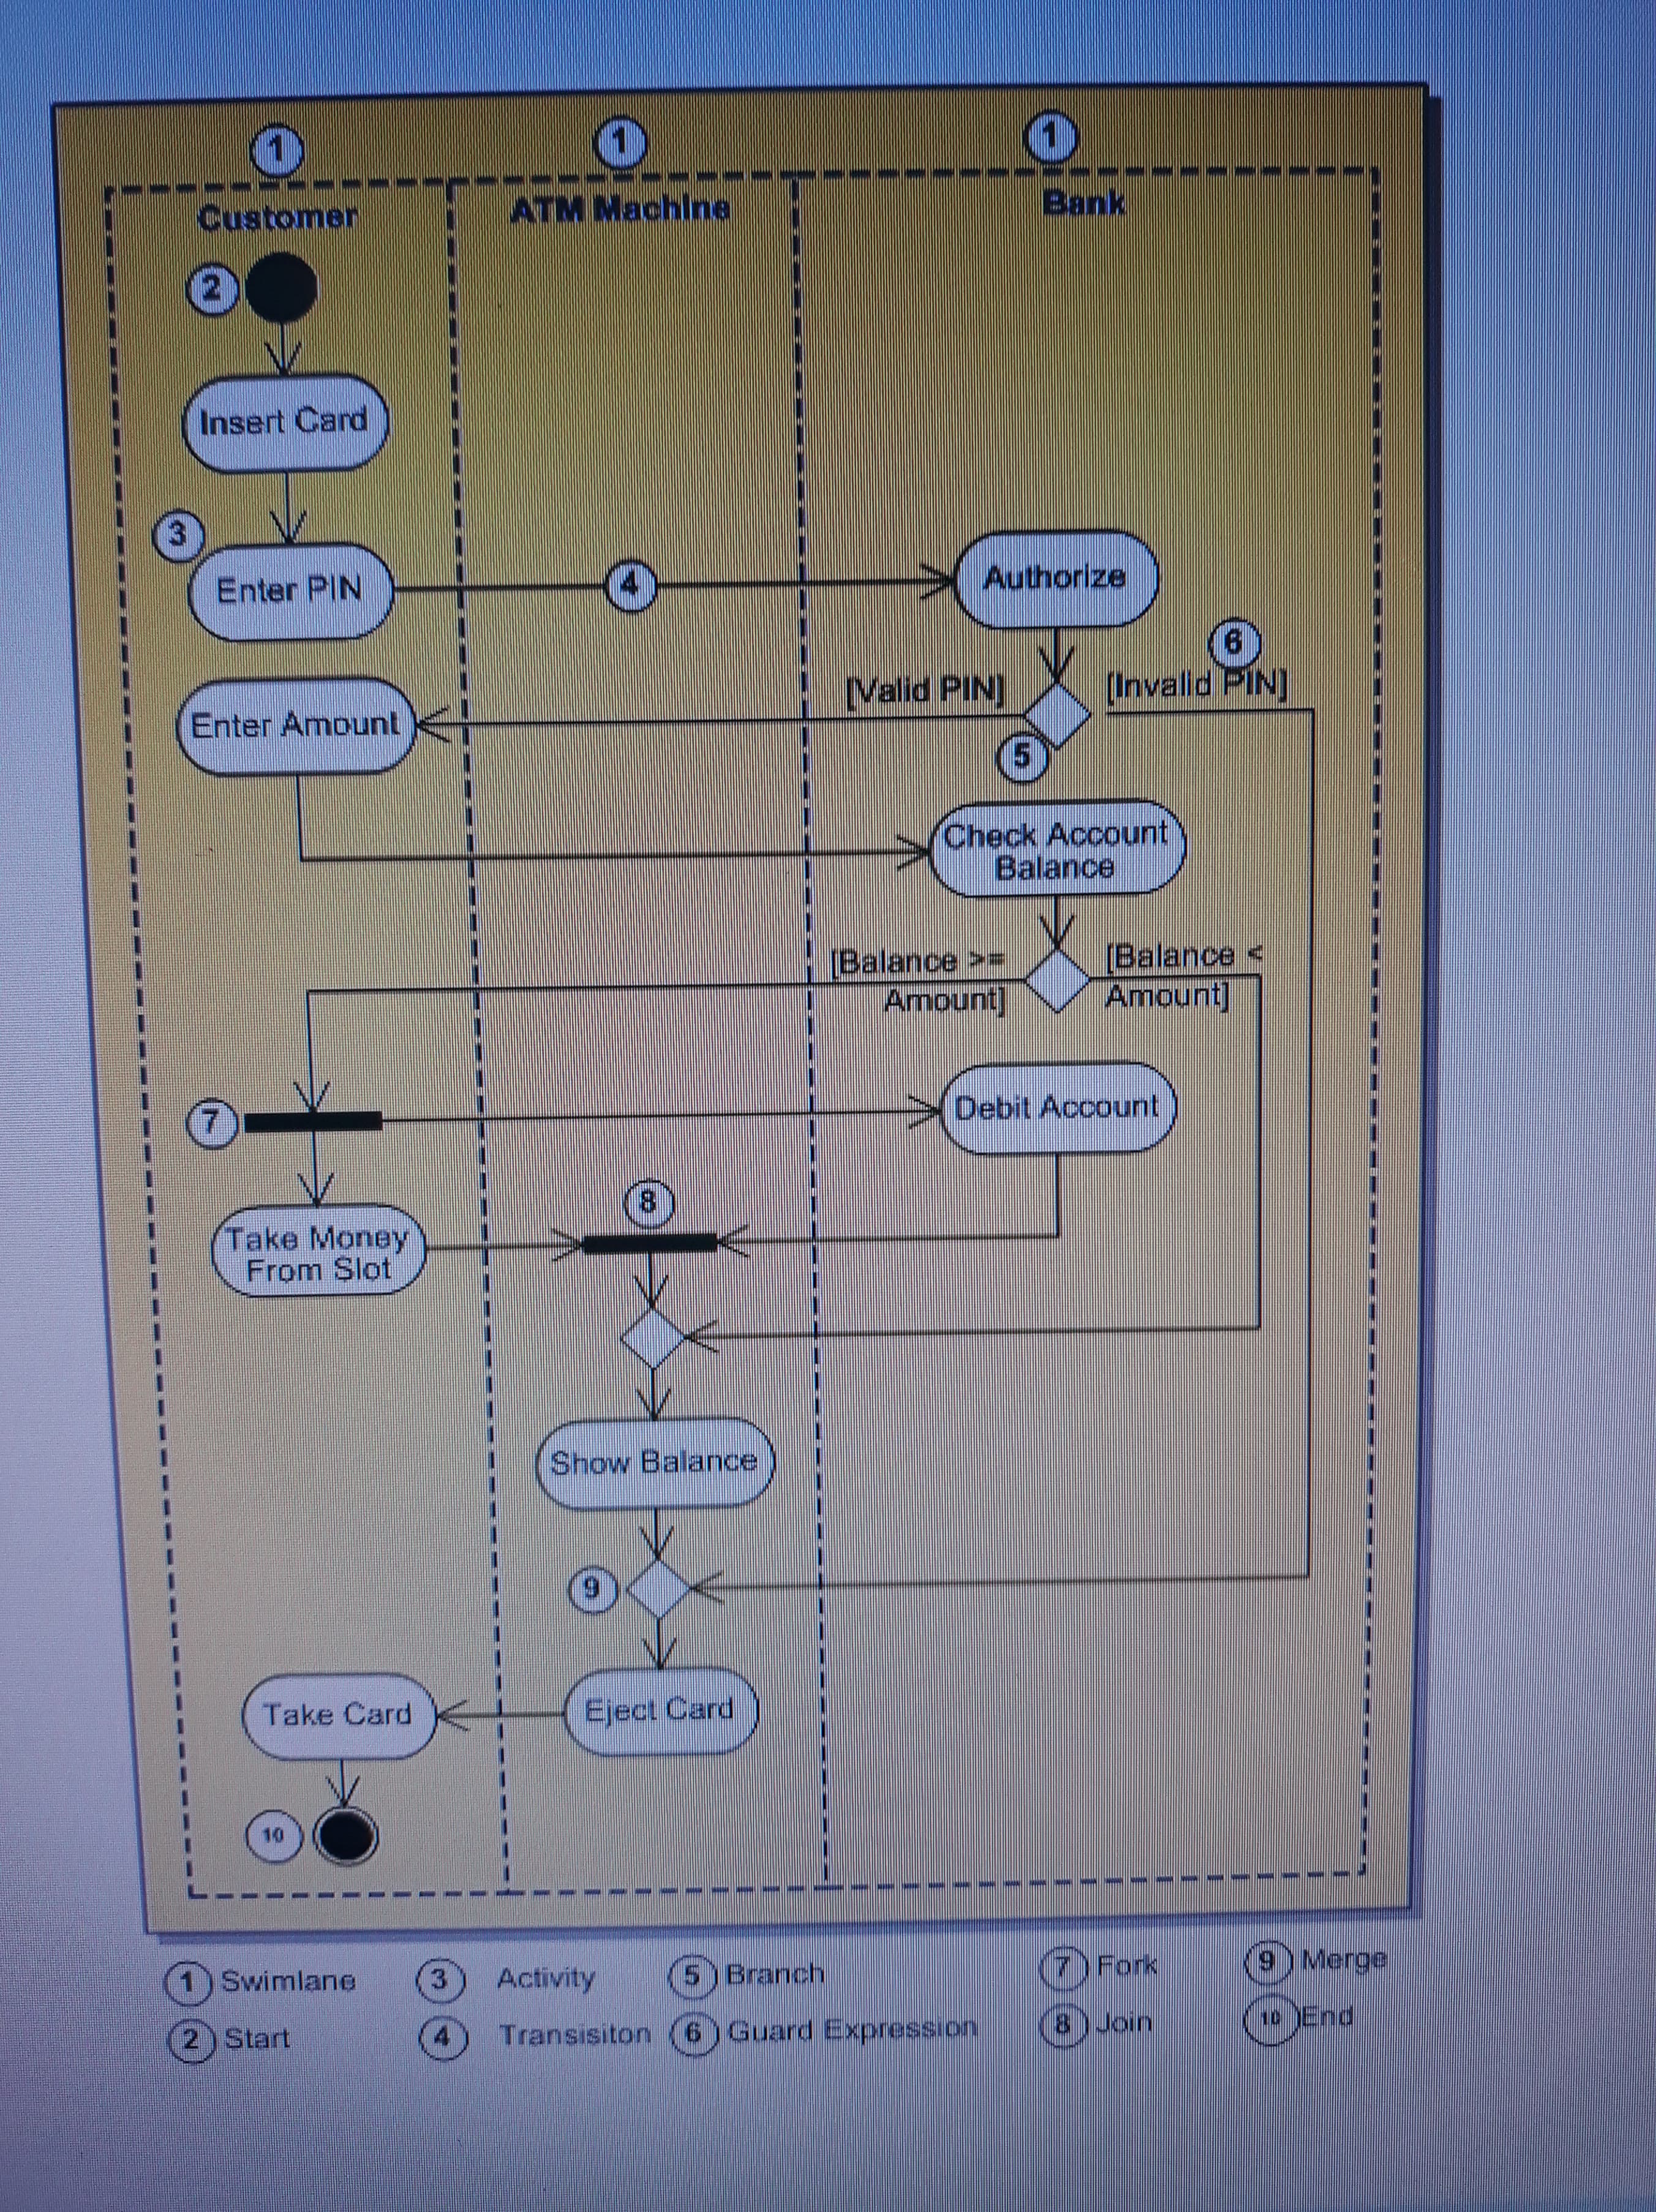 1
1
1
Customer
ATM Machine
Bank
2
Insert Card
3
Enter PIN
4
Authorize
6
[Valid PIN]
[Invalid PIN]
Enter Amount
5
Check Account
Balance
[Balance >=
Amount]
[Balance <
Amount]
7
Debit Account
8
Take Money
From Slot
Show Balance
9
Take Card
Eject Card
10
1 Swimlane
3 Activity
5 Branch
7 Fork
9 Merge
2 Start
4 Transisiton
6 Guard Expression
8 Join
10 End